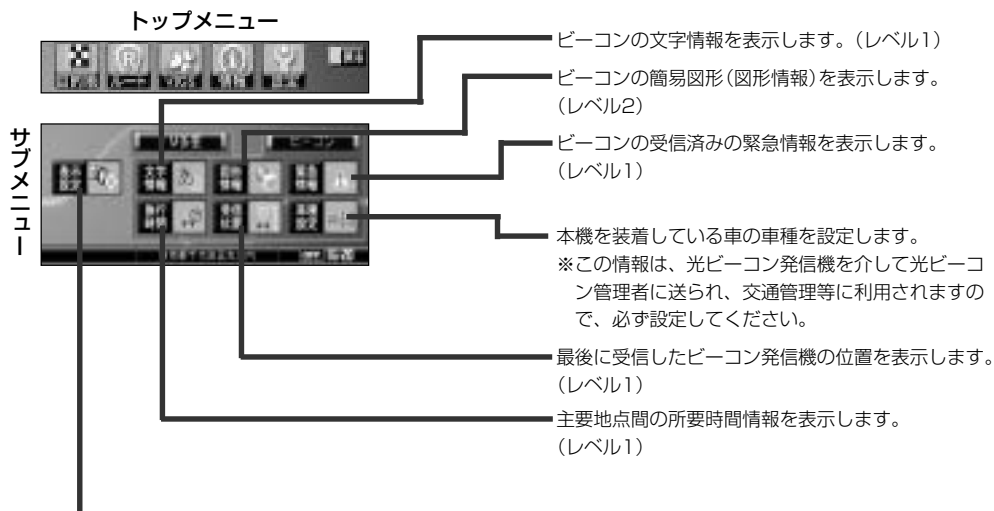 トップメニュー
サブメニュー
ビーコンの文字情報を表示します。（レベル1）
ビーコンの簡易図形（図形情報）を表示します。
（レベル2）
ビーコンの受信済みの緊急情報を表示します。
（レベル1）
本機を装着している車の車種を設定します。
※この情報は、光ビーコン発信機を介して光ビーコ
ン管理者に送られ、交通管理等に利用されますの
で、必ず設定してください。
最後に受信したビーコン発信機の位置を表示します。
（レベル1）
主要地点間の所要時間情報を表示します。
（レベル1）
ビーコン
文字
情報